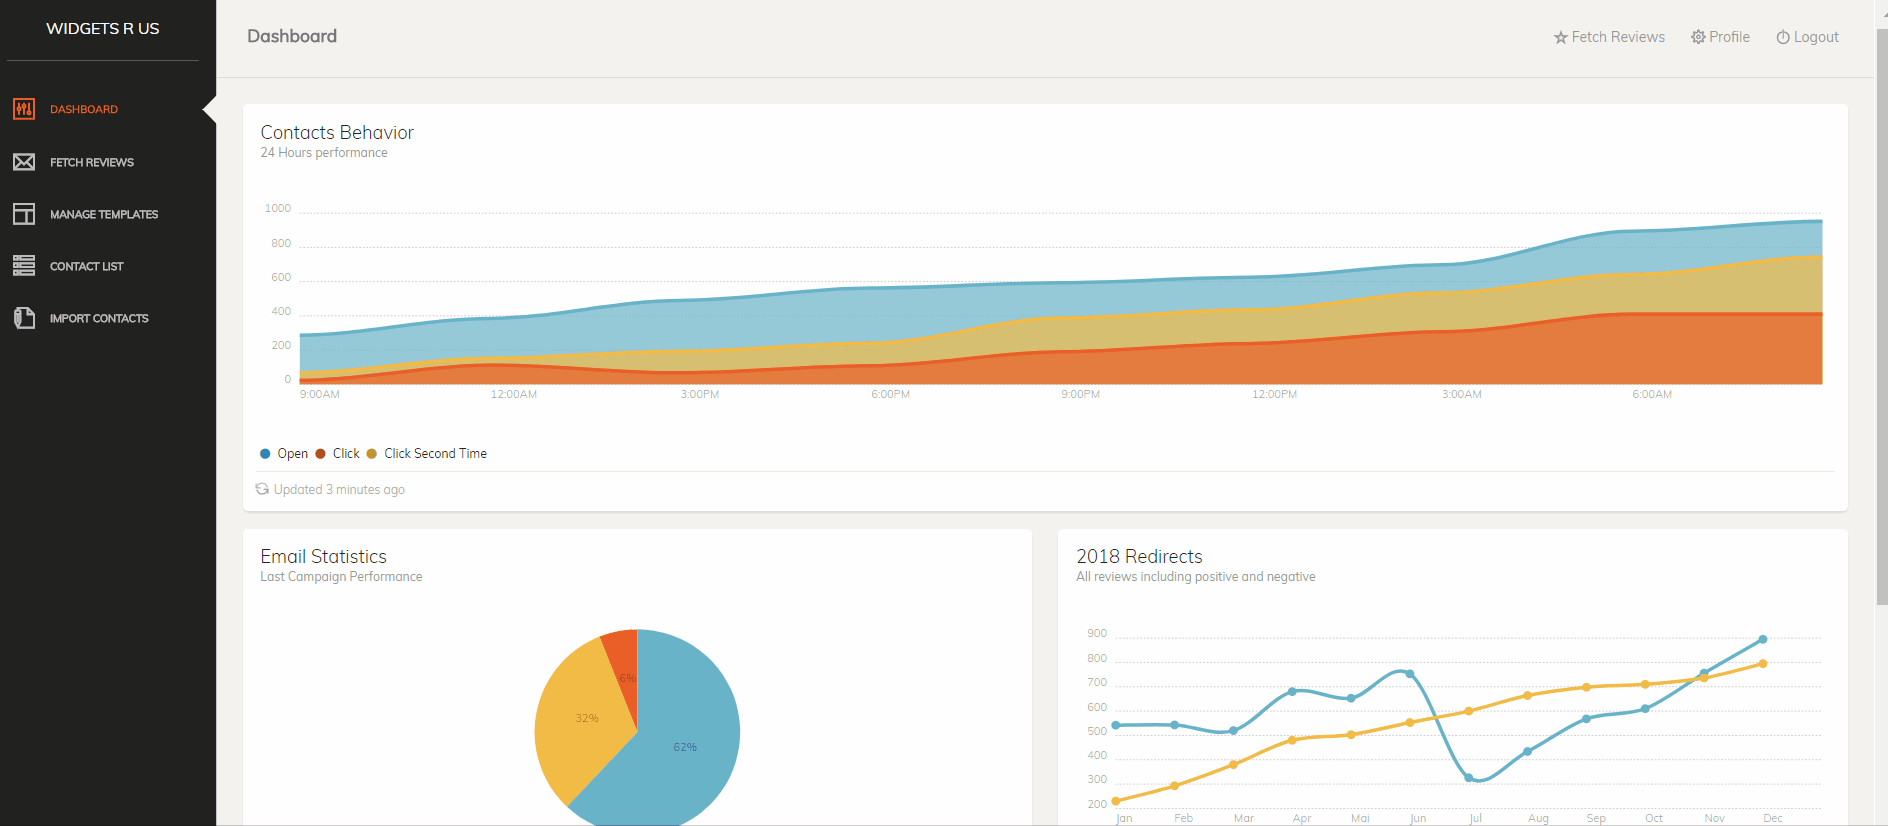 WIDGETS R US
DASHBOARD
FETCH REVIEWS
MANAGE TEMPLATES
CONTACT LIST
IMPORT CONTACTS
Dashboard
Fetch Reviews
Profile
Logout
Contacts Behavior
24 Hours performance
1000
800
600
400
200
0
9:00AM 12:00AM 3:00PM 6:00PM 9:00PM 12:00PM 3:00AM 6:00AM
Open Click Click Second Time
Updated 3 minutes ago
Email Statistics
Last Campaign Performance
6%
32%
62%
2018 Redirects
All reviews including positive and negative
900
800
700
600
500
400
300
200
Jan Feb Mar Apr Mai Jun Jul Aug Sep Oct Nov Dec